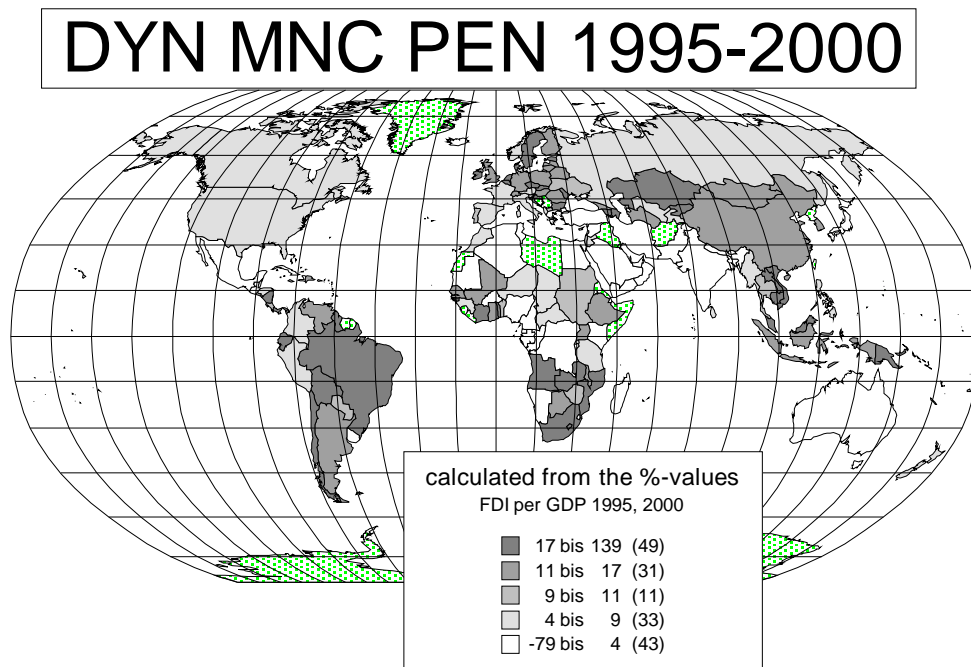 DYN MNC PEN 1995-2000
calculated from the %-values
FDI per GDP 1995, 2000
17 bis 139 (49)
11 bis 17 (31)
9 bis 11 (11)
4 bis 9 (33)
-79 bis 4 (43)